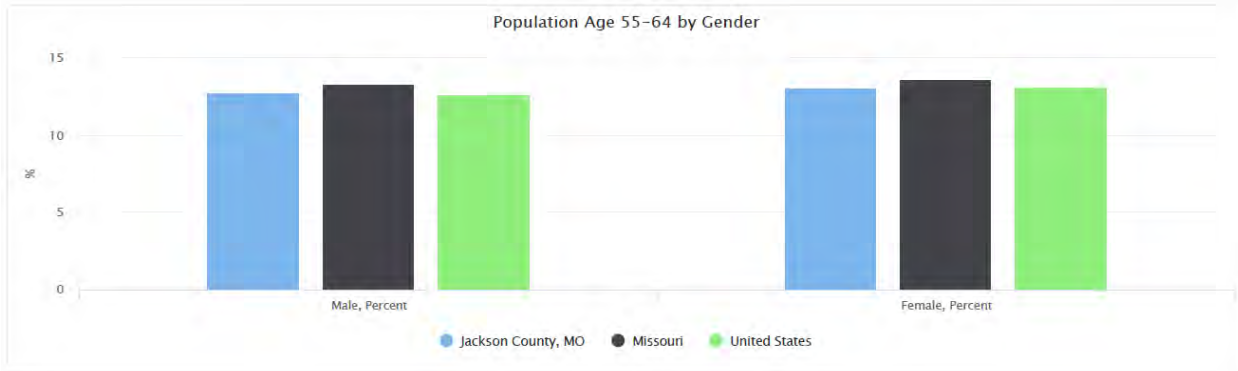 Population Age 55-64 by Gender
15
10
%
5
0
Male, Percent
Female, Percent
Jackson County, MO
Missouri
United States